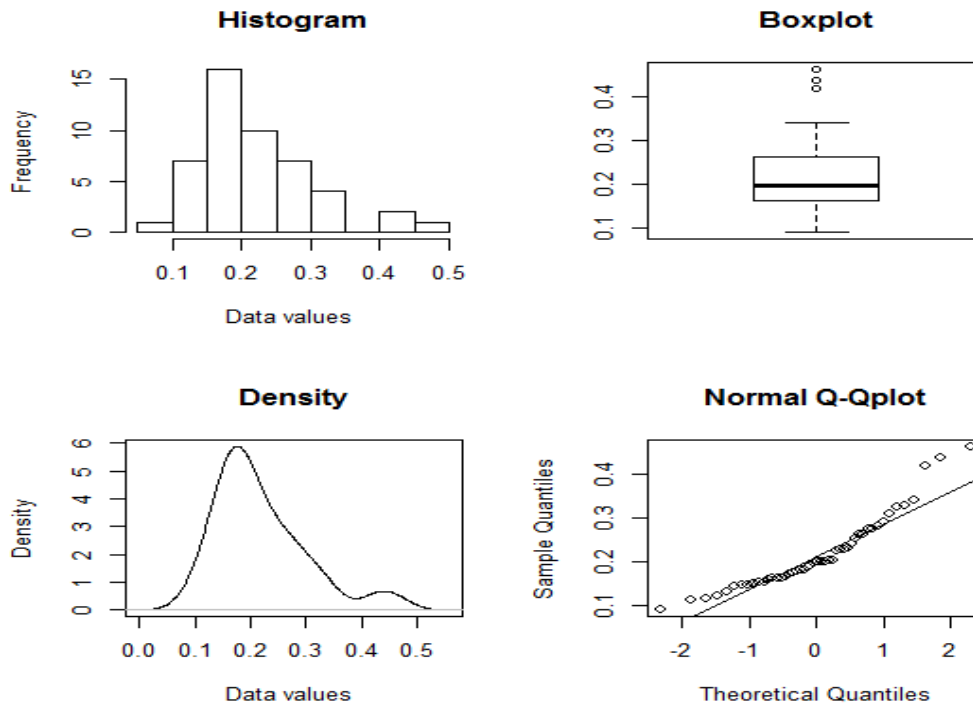 Histogram
Frequency
0 5 10 15
0.1 0.2 0.3 0.4 0.5
Data values
Boxplot
0.1 0.2 0.3 0.4
Density
Density
0 1 2 3 4 5 6
0.0 0.1 0.2 0.3 0.4 0.5
Data values
Normal Q-Qplot
Sample Quantiles
0.1 0.2 0.3 0.4
-2 -1 0 1 2
Theoretical Quantiles